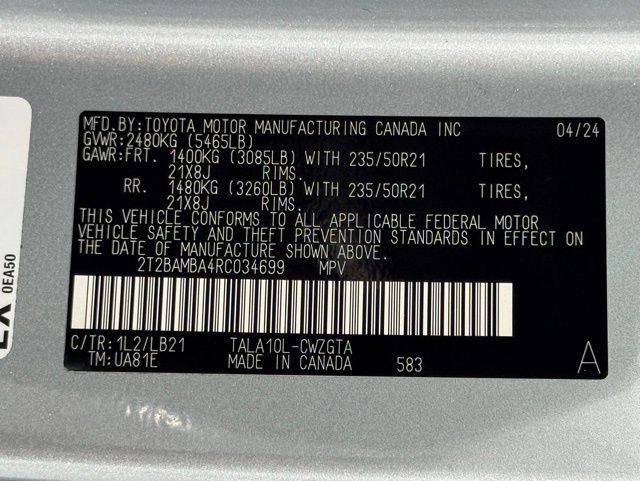 MFD.BY:TOYOTA MOTOR MANUFACTURING CANADA INC 04/24
GVWR:2480KG (5465LB)
GAWR:FRT. 1400KG (3085LB) WITH 235/50R21 TIRES,
21X8J RIMS.
RR. 1480KG (3260LB) WITH 235/50R21 TIRES,
21X8J RIMS.
THIS VEHICLE CONFORMS TO ALL APPLICABLE FEDERAL MOTOR
VEHICLE SAFETY AND THEFT PREVENTION STANDARDS IN EFFECT ON
THE DATE OF MANUFACTURE SHOWN ABOVE.
2T2BAMBA4RC034699 MPV
C/TR:1L2/LB21 TALA10L-CWZGTA
TM:UA81E MADE IN CANADA 583 A
0EA50